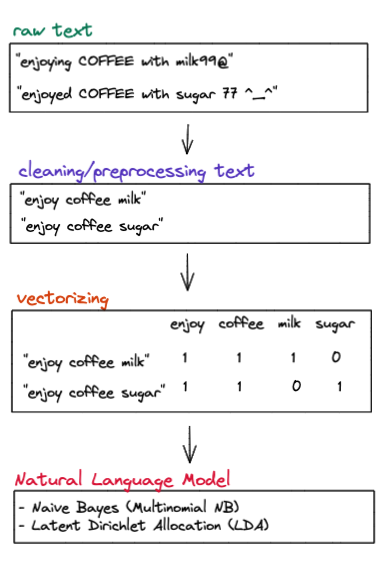 raw text
"enjoying COFFEE with milk99@"
"enjoyed COFFEE with sugar 77 ^_^"
cleaning/preprocessing text
"enjoy coffee milk"
"enjoy coffee sugar"
vectorizing
enjoy coffee milk sugar
"enjoy coffee milk" 1 1 1 0
"enjoy coffee sugar" 1 1 0 1
Natural Language Model
- Naive Bayes (Multinomial NB)
- Latent Dirichlet Allocation (LDA)